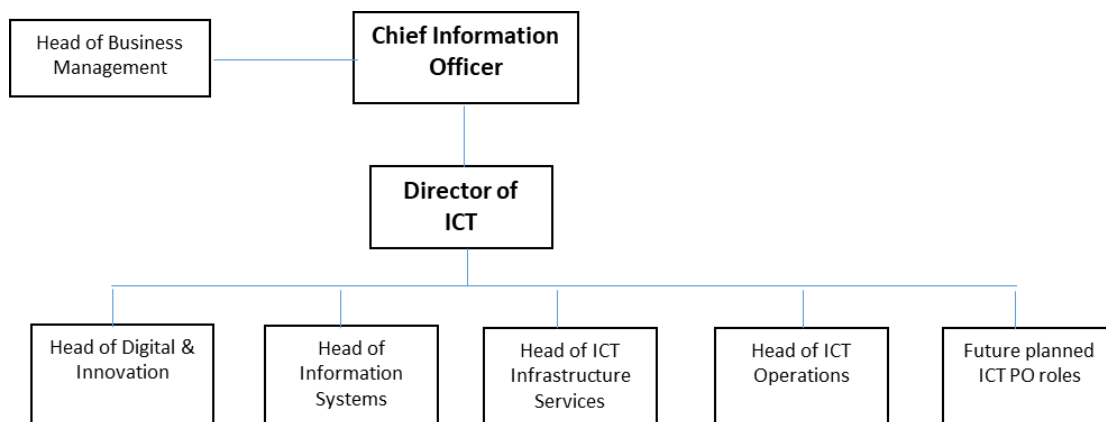 Head of Business
Management
Chief Information
Officer
Director of
ICT
Head of Digital &
Innovation
Head of
Information
Systems
Head of ICT
Infrastructure
Services
Head of ICT
Operations
Future planned
ICT PO roles